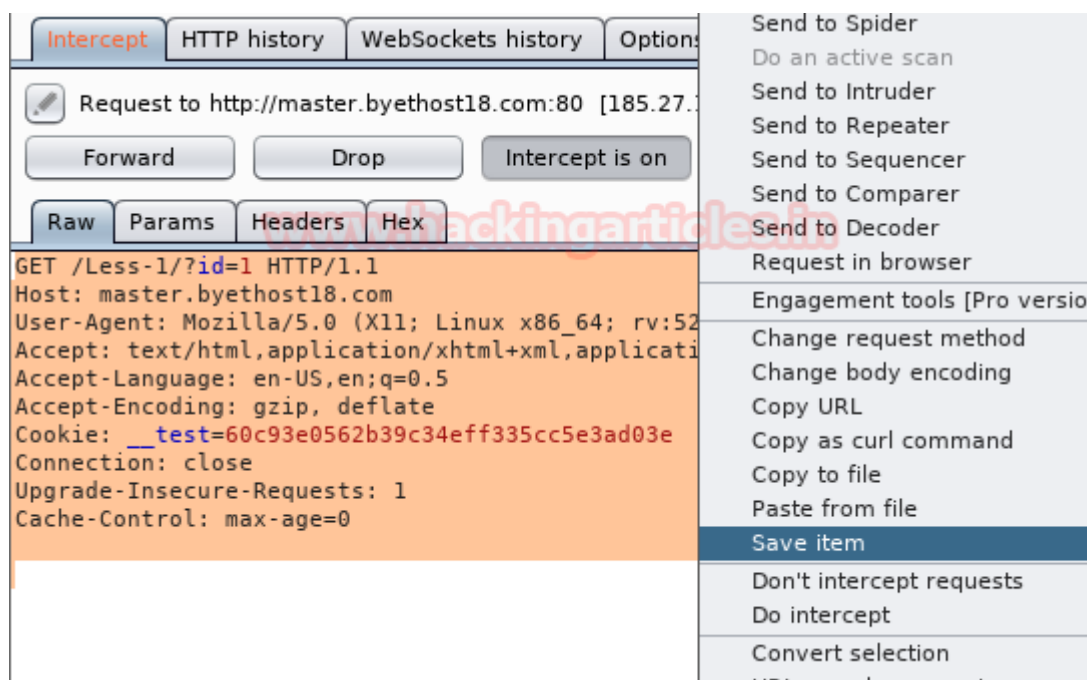 Intercept HTTP history WebSockets history Options
Request to http://master.byethost18.com:80 [185.27.
Forward Drop Intercept is on
Raw Params Headers Hex
www.hackingarticles.in
GET /Less-1/?id=1 HTTP/1.1
Host: master.byethost18.com
User-Agent: Mozilla/5.0 (X11; Linux x86_64; rv:52
Accept: text/html,application/xhtml+xml,applicati
Accept-Language: en-US,en;q=0.5
Accept-Encoding: gzip, deflate
Cookie: __test=60c93e0562b39c34eff335cc5e3ad03e
Connection: close
Upgrade-Insecure-Requests: 1
Cache-Control: max-age=0
Send to Spider
Do an active scan
Send to Intruder
Send to Repeater
Send to Sequencer
Send to Comparer
Send to Decoder
Request in browser
Engagement tools [Pro versio
Change request method
Change body encoding
Copy URL
Copy as curl command
Copy to file
Paste from file
Save item
Don't intercept requests
Do intercept
Convert selection